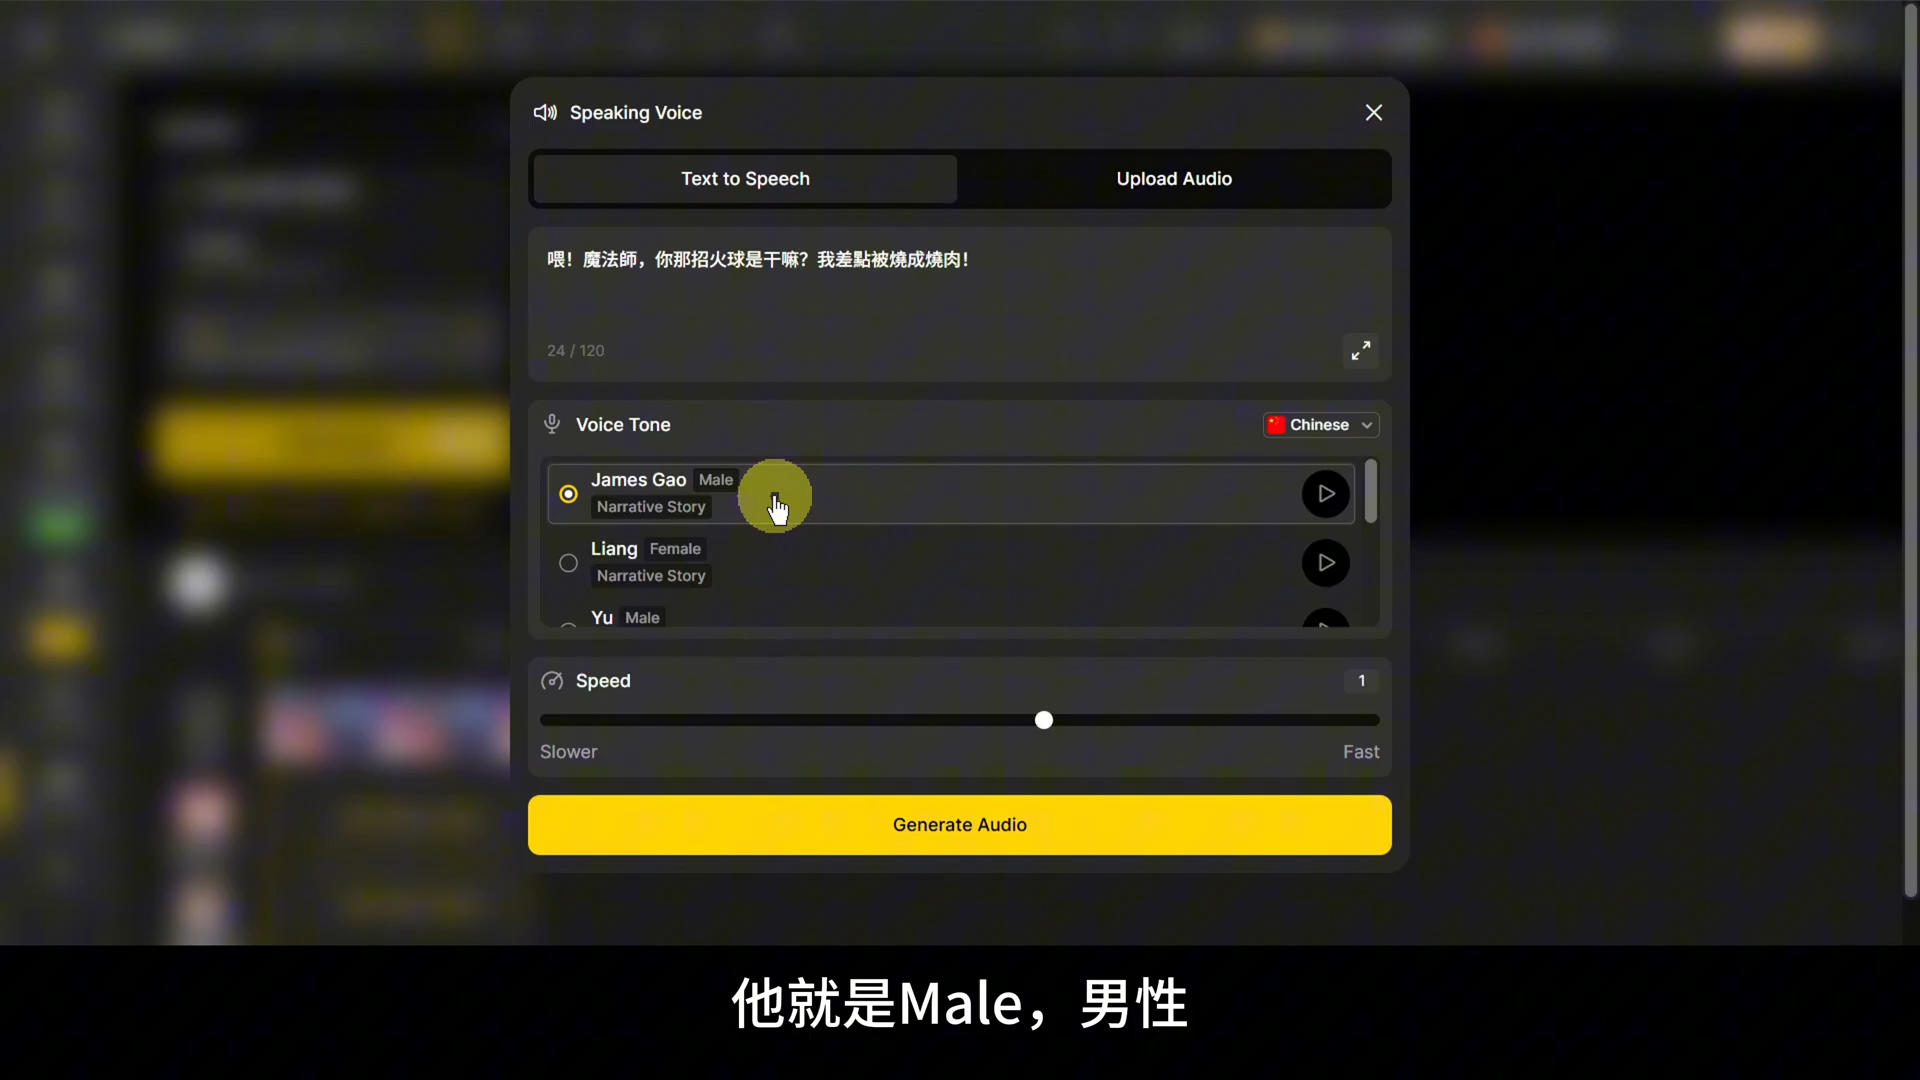 Speaking Voice
Text to Speech
Upload Audio
喂！魔法師，你那招火球是干嘛？我差點被燒成燒肉！
24 / 120
Voice Tone
Chinese
James Gao Male
Narrative Story
Liang Female
Narrative Story
Yu Male
Speed
1
Slower
Fast
Generate Audio
他就是Male，男性